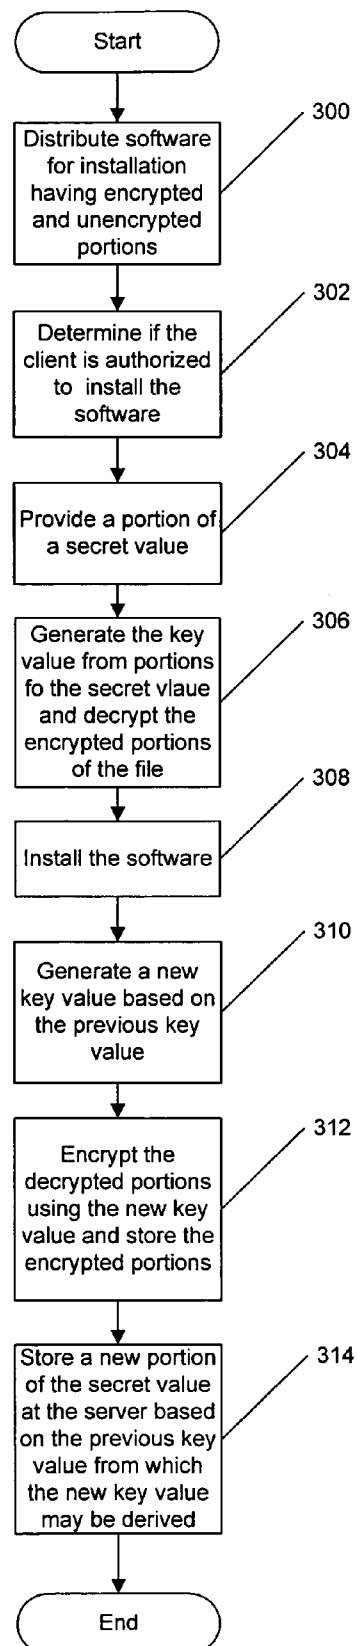 Start
300
Distribute software
for installation
having encrypted
and unencrypted
portions
302
Determine if the
client is authorized
to install the
software
304
Provide a portion of
a secret value
306
Generate the key
value from portions
fo the secret vlaue
and decrypt the
encrypted portions
of the file
308
Install the software
310
Generate a new
key value based on
the previous key
value
312
Encrypt the
decrypted portions
using the new key
value and store the
encrypted portions
314
Store a new portion
of the secret value
at the server based
on the previous key
value from which
the new key value
may be derived
End